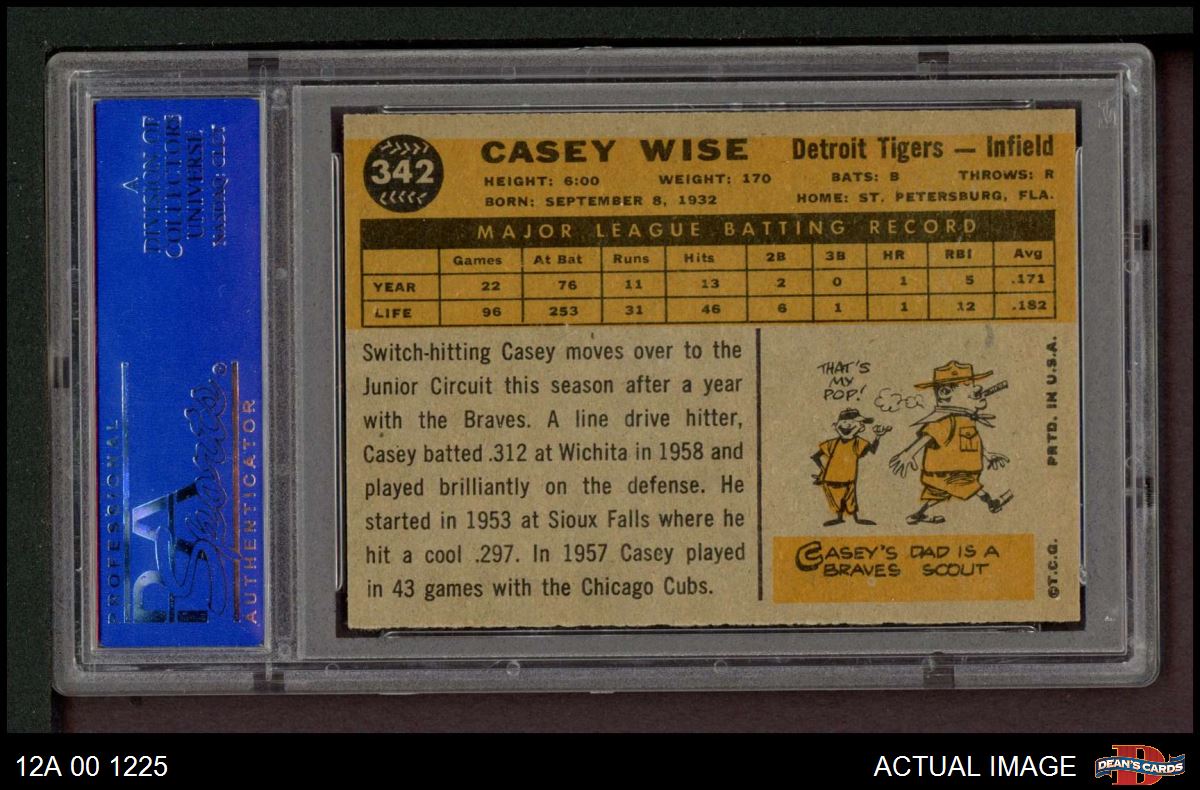 A
DIVISION OF
COLLECTORS
UNIVERSE
NASDAQ: CLCT
PROFESSIONAL
PSA
Sports
AUTHENTICATOR
®
342
CASEY WISE
Detroit Tigers — Infield
HEIGHT: 6:00 WEIGHT: 170 BATS: B THROWS: R
BORN: SEPTEMBER 8, 1932 HOME: ST. PETERSBURG, FLA.
MAJOR LEAGUE BATTING RECORD
Games At Bat Runs Hits 2B 3B HR RBI Avg
YEAR 22 76 11 13 2 0 1 5 .171
LIFE 96 253 31 46 6 1 1 12 .182
Switch-hitting Casey moves over to the
Junior Circuit this season after a year
with the Braves. A line drive hitter,
Casey batted .312 at Wichita in 1958 and
played brilliantly on the defense. He
started in 1953 at Sioux Falls where he
hit a cool .297. In 1957 Casey played
in 43 games with the Chicago Cubs.
THAT'S
MY
POP!
CASEY'S DAD IS A
BRAVES SCOUT
©T.C.G.
PRTD. IN U.S.A.
12A 00 1225
ACTUAL IMAGE
D
DEAN'S CARDS